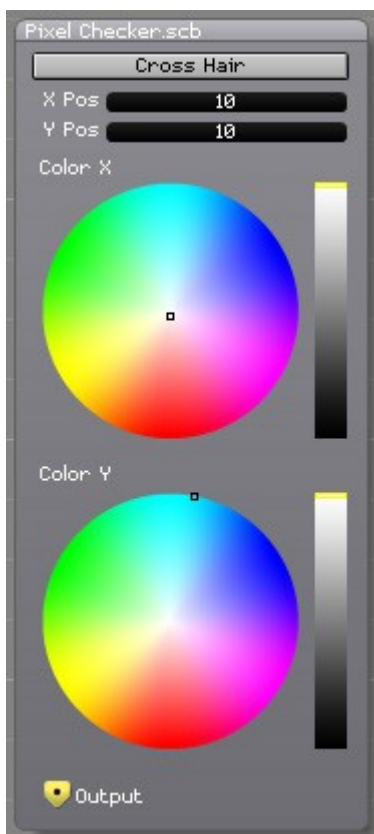 Pixel Checker.scb
Cross Hair
X Pos 10
Y Pos 10
Color X
Color Y
Output